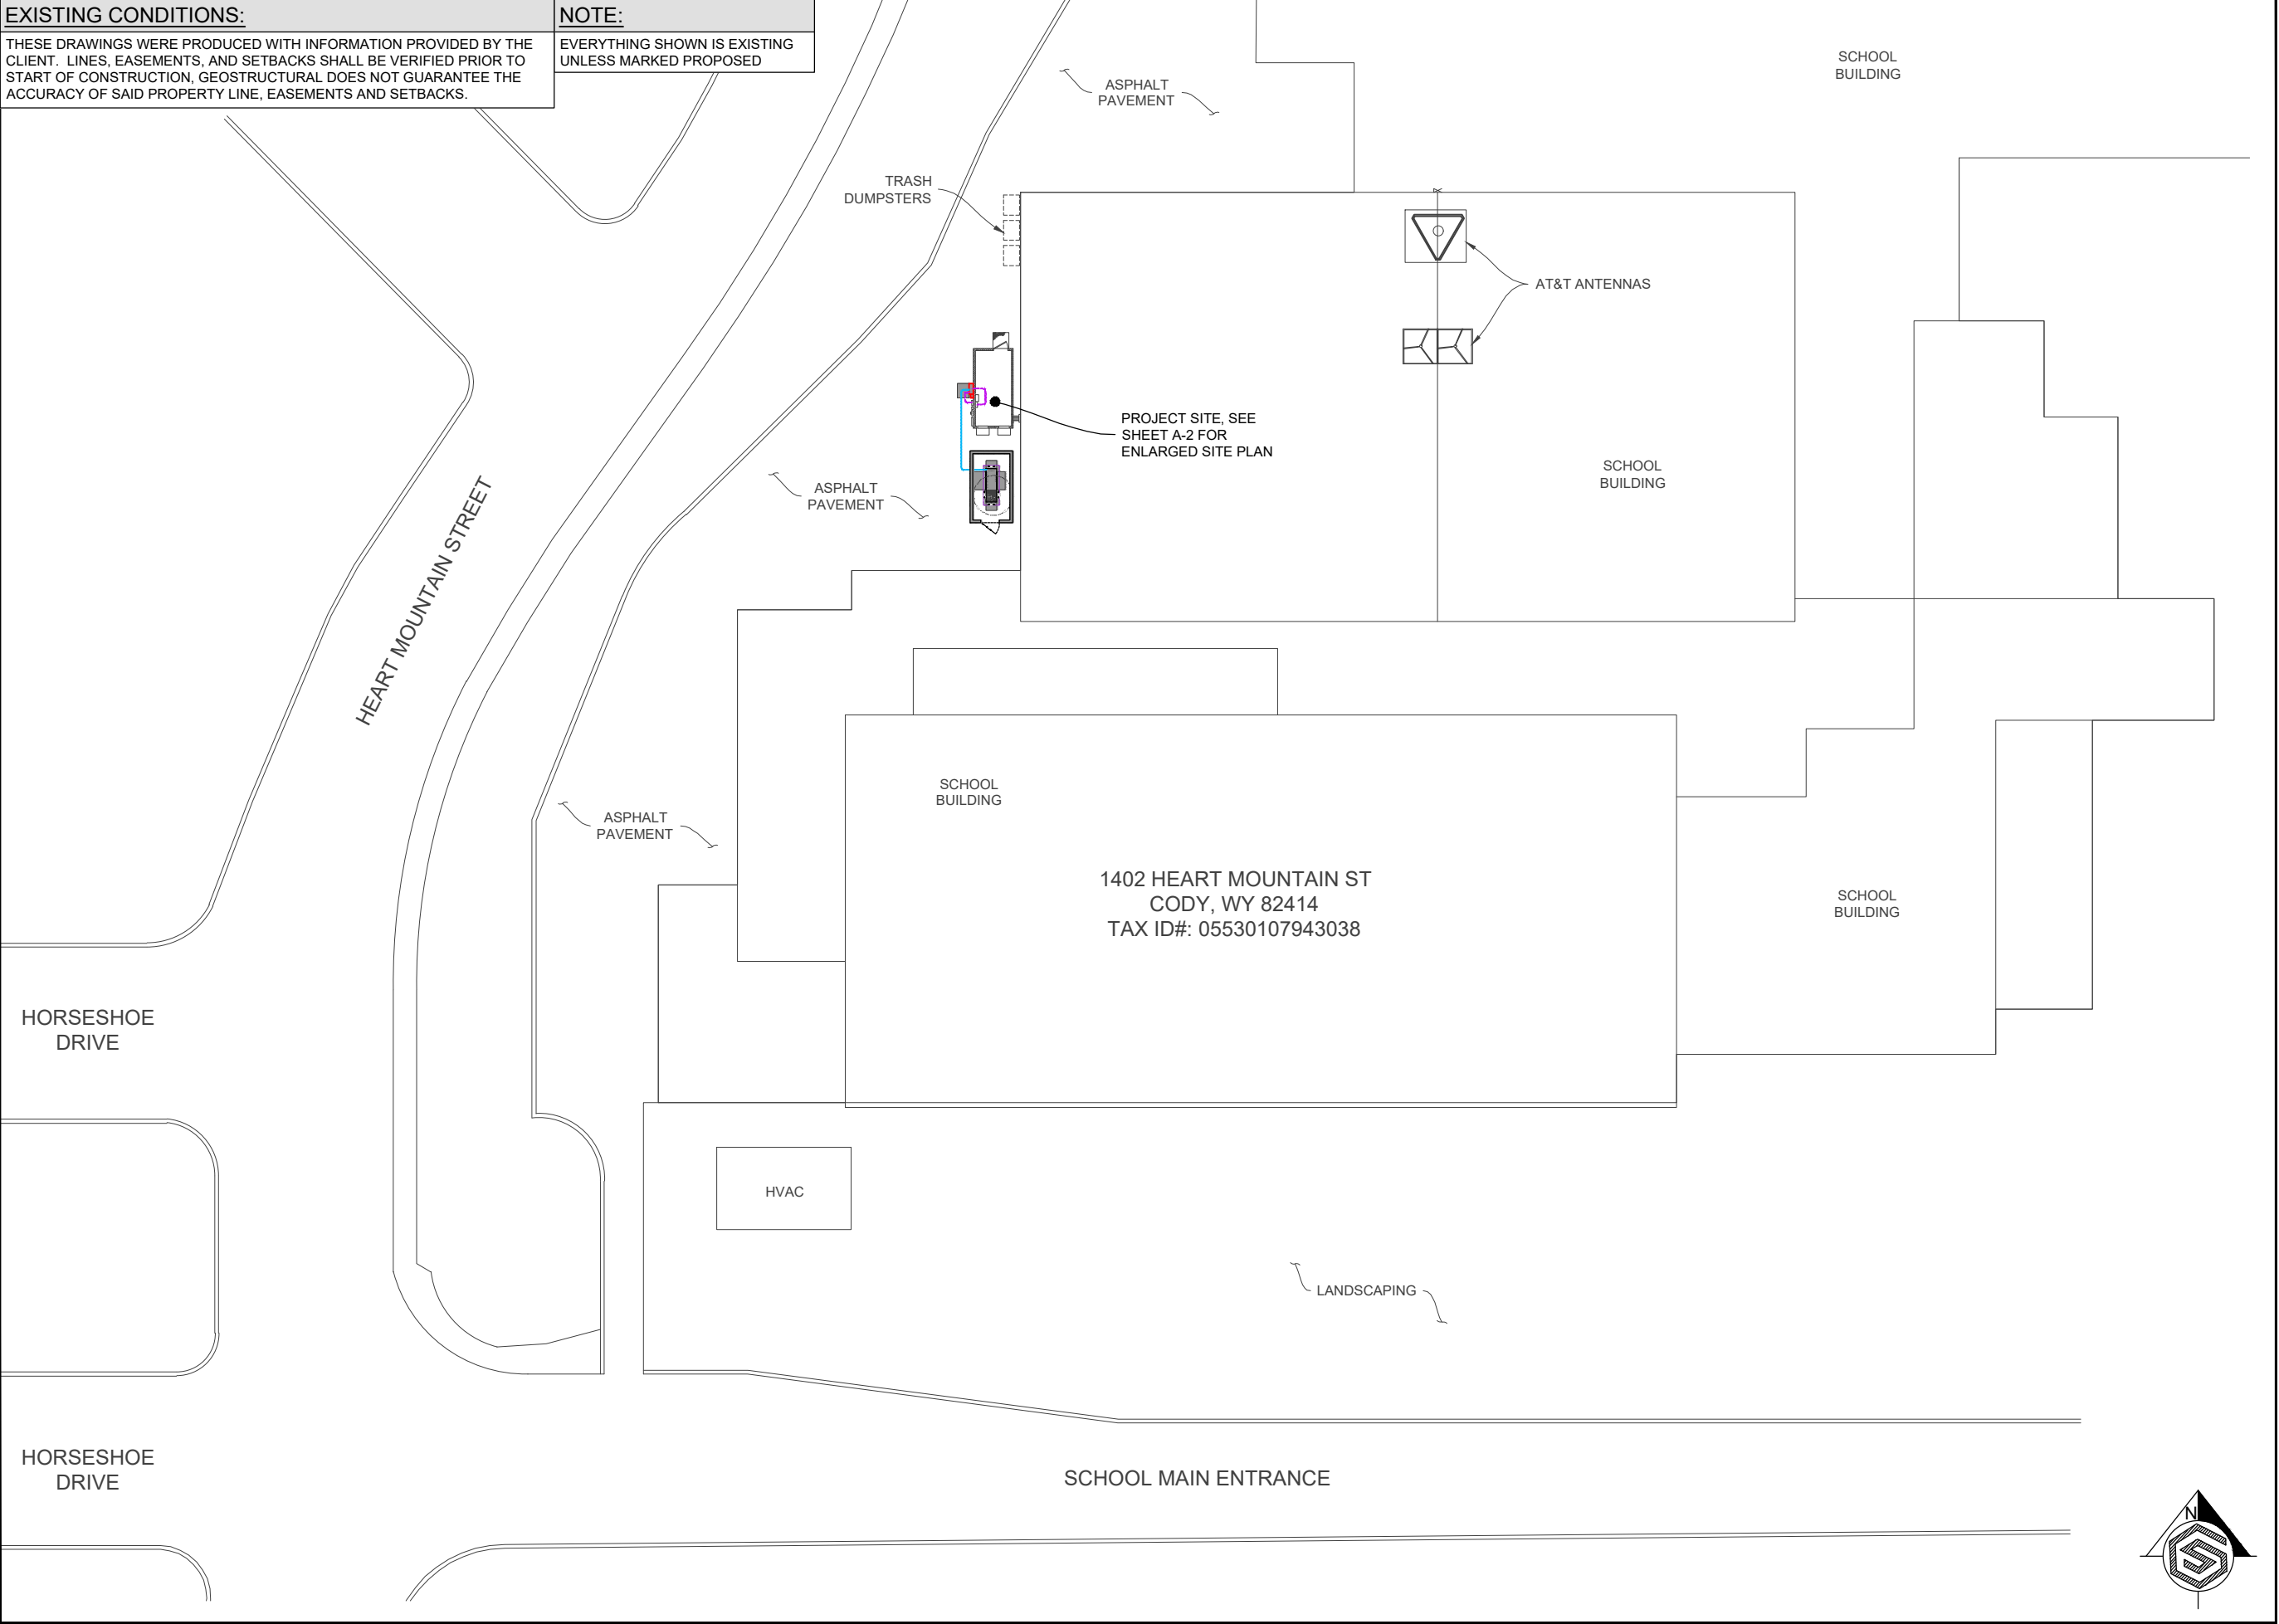 EXISTING CONDITIONS:
THESE DRAWINGS WERE PRODUCED WITH INFORMATION PROVIDED BY THE
CLIENT. LINES, EASEMENTS, AND SETBACKS SHALL BE VERIFIED PRIOR TO
START OF CONSTRUCTION, GEOSTRUCTURAL DOES NOT GUARANTEE THE
ACCURACY OF SAID PROPERTY LINE, EASEMENTS AND SETBACKS.
NOTE:
EVERYTHING SHOWN IS EXISTING
UNLESS MARKED PROPOSED
ASPHALT
PAVEMENT
SCHOOL
BUILDING
TRASH
DUMPSTERS
AT&T ANTENNAS
PROJECT SITE, SEE
SHEET A-2 FOR
ENLARGED SITE PLAN
SCHOOL
BUILDING
ASPHALT
PAVEMENT
HEART MOUNTAIN STREET
SCHOOL
BUILDING
ASPHALT
PAVEMENT
1402 HEART MOUNTAIN ST
CODY, WY 82414
TAX ID#: 05530107943038
SCHOOL
BUILDING
HORSESHOE
DRIVE
HVAC
LANDSCAPING
HORSESHOE
DRIVE
SCHOOL MAIN ENTRANCE
N